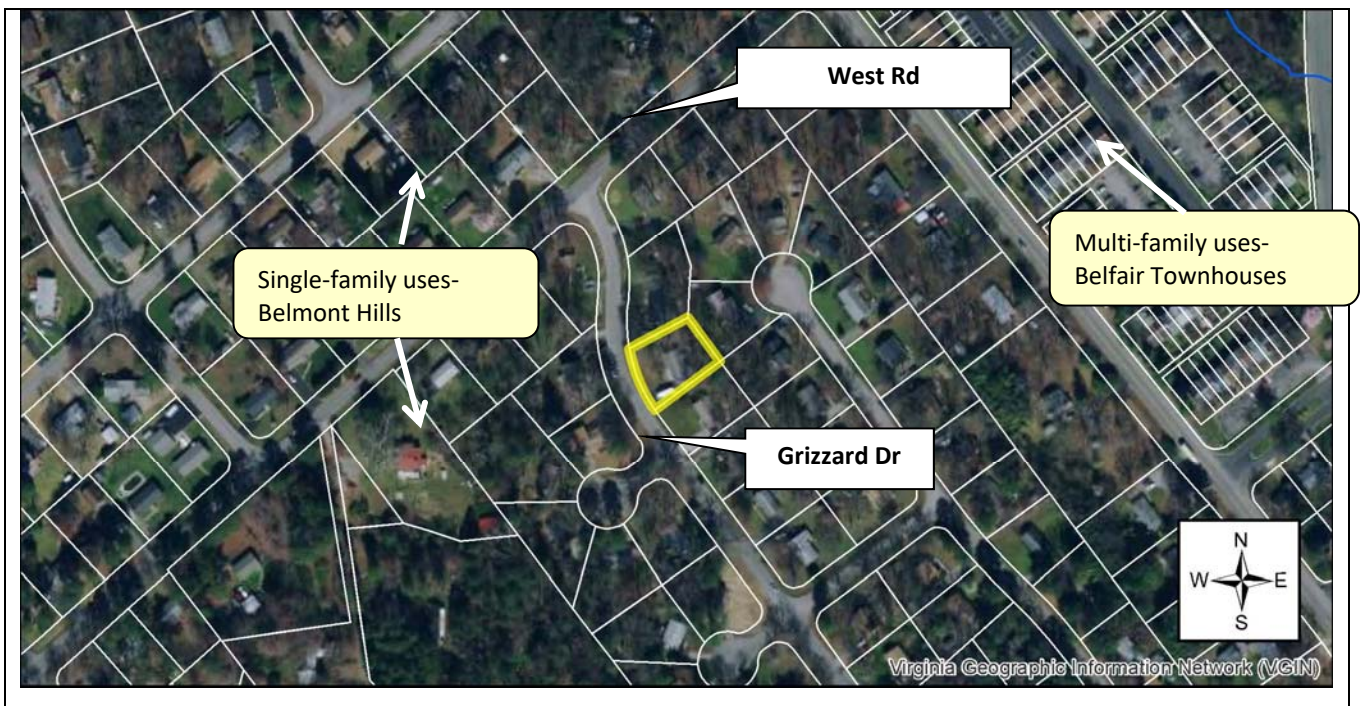 West Rd
Single-family uses-
Belmont Hills
Multi-family uses-
Belfair Townhouses
Grizzard Dr
N
W E
S
Virginia Geographic Information Network (VGIN)